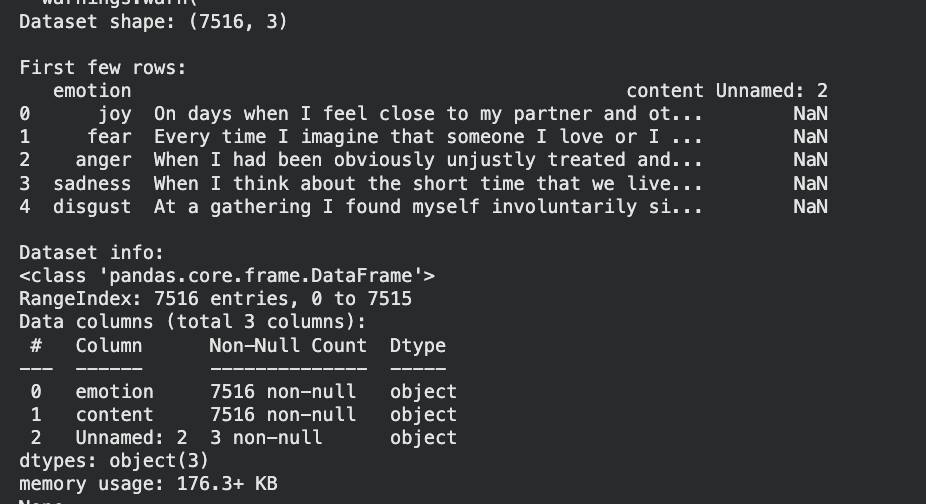 warnings.warn(
Dataset shape: (7516, 3)
First few rows:
emotion content Unnamed: 2
0 joy On days when I feel close to my partner and ot... NaN
1 fear Every time I imagine that someone I love or I ... NaN
2 anger When I had been obviously unjustly treated and... NaN
3 sadness When I think about the short time that we live... NaN
4 disgust At a gathering I found myself involuntarily si... NaN
Dataset info:
<class 'pandas.core.frame.DataFrame'>
RangeIndex: 7516 entries, 0 to 7515
Data columns (total 3 columns):
# Column Non-Null Count Dtype
--- ------ -------------- -----
0 emotion 7516 non-null object
1 content 7516 non-null object
2 Unnamed: 2 3 non-null object
dtypes: object(3)
memory usage: 176.3+ KB
None